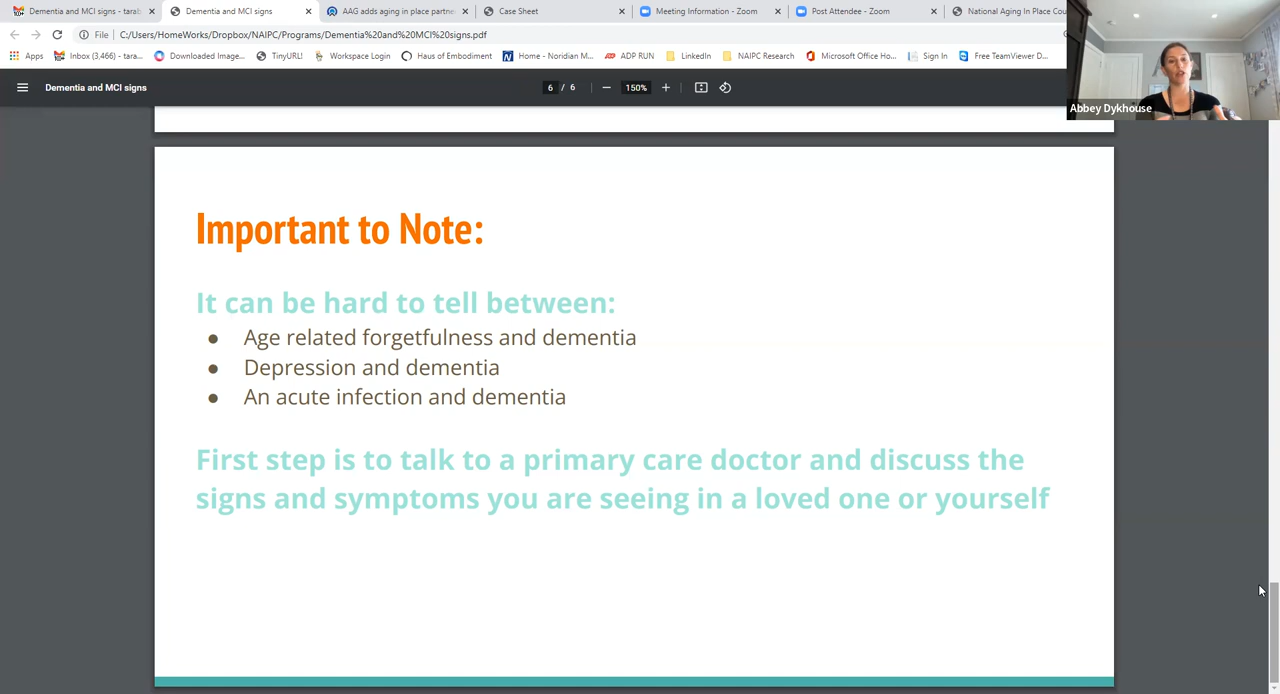 Dementia and MCI signs - tarab
Dementia and MCI signs
AAG adds aging in place partne
Case Sheet
Meeting Information - Zoom
Post Attendee - Zoom
National Aging In Place Cou
File
C:/Users/HomeWorks/Dropbox/NAIPC/Programs/Dementia%20and%20MCI%20signs.pdf
Apps
Inbox (3,466) - tara...
Downloaded Image...
TinyURL!
Workspace Login
Haus of Embodiment
Home - Noridian M...
ADP RUN
LinkedIn
NAIPC Research
Microsoft Office Ho...
Sign In
Free TeamViewer D...
Dementia and MCI signs
6 / 6
150%
Abbey Dykhouse
Important to Note:
It can be hard to tell between:
● Age related forgetfulness and dementia
● Depression and dementia
● An acute infection and dementia
First step is to talk to a primary care doctor and discuss the
signs and symptoms you are seeing in a loved one or yourself